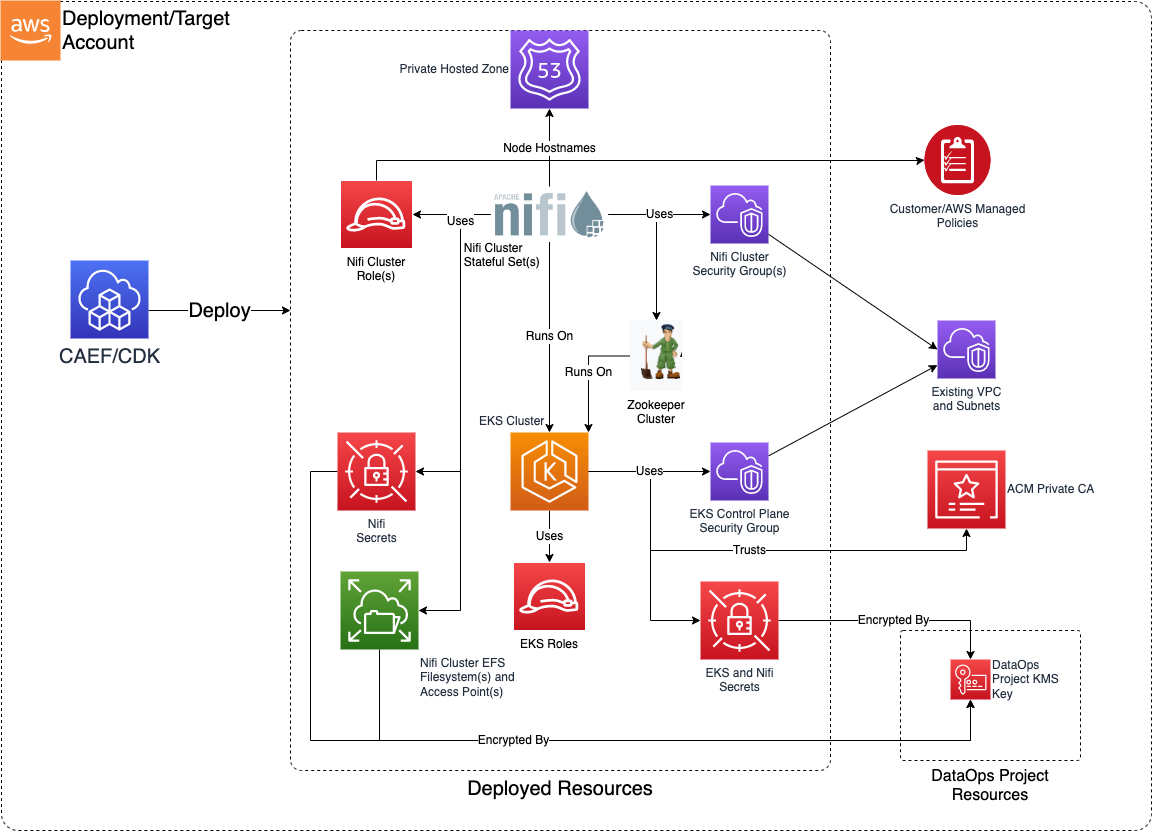 aws
Deployment/Target
Account
Private Hosted Zone
53
Node Hostnames
Customer/AWS Managed
Policies
APACHE
nifi
Uses
Uses
Nifi Cluster
Stateful Set(s)
Nifi Cluster
Role(s)
Nifi Cluster
Security Group(s)
Deploy
CAEF/CDK
Runs On
Runs On
Existing VPC
and Subnets
Zookeeper
Cluster
EKS Cluster
K
Uses
ACM Private CA
EKS Control Plane
Security Group
Nifi
Secrets
Uses
Trusts
EKS Roles
Encrypted By
Nifi Cluster EFS
Filesystem(s) and
Access Point(s)
EKS and Nifi
Secrets
DataOps
Project KMS
Key
Encrypted By
DataOps Project
Resources
Deployed Resources